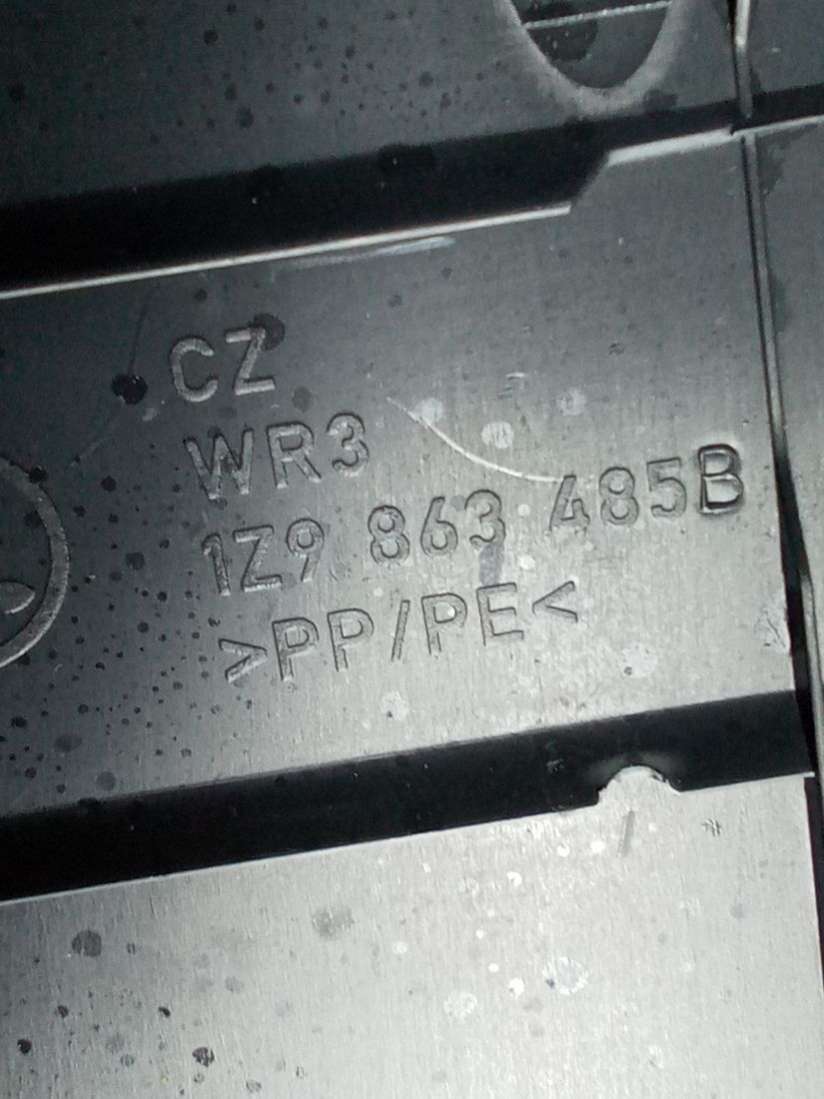 CZ
WR3
1Z9 863 485B
>PP/PE<